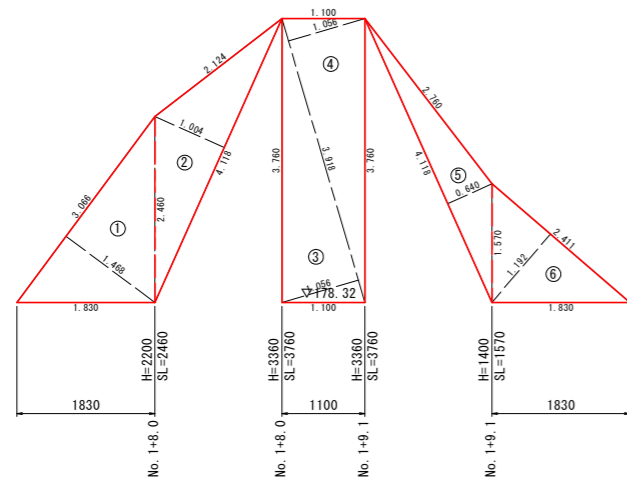 1.100
1.056
④
2.124
2.760
1.004
②
4.118
3.760
3.918
3.760
4.118
⑤
0.640
3.066
2.460
①
1.468
1.570
1.192
2.411
⑥
③
.056
▽178.32
1.830
1.100
1.830
H=2200
SL=2460
H=3360
SL=3760
H=3360
SL=3760
H=1400
SL=1570
1830
1100
1830
No. 1+8. 0
No. 1+8. 0
No. 1+9. 1
No. 1+9. 1